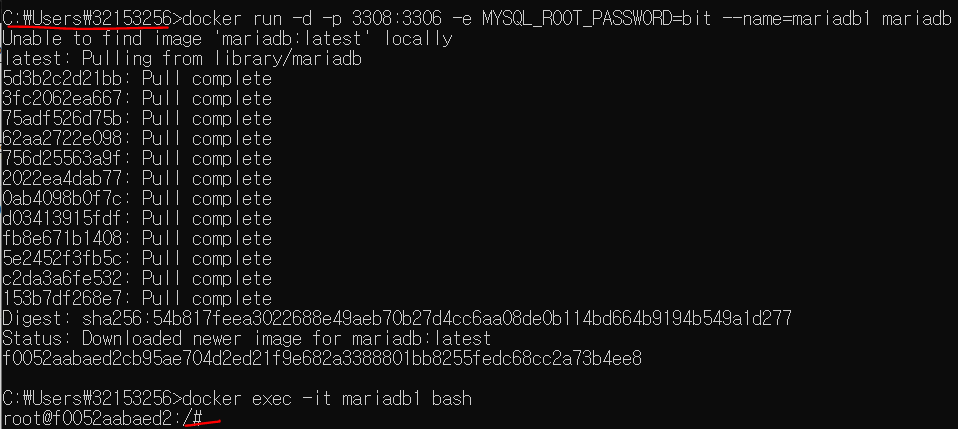 C:₩Users₩32153256>docker run -d -p 3308:3306 -e MYSQL_ROOT_PASSWORD=bit --name=mariadb1 mariadb
Unable to find image 'mariadb:latest' locally
latest: Pulling from library/mariadb
5d3b2c2d21bb: Pull complete
3fc2062ea667: Pull complete
75adf526d75b: Pull complete
62aa2722e098: Pull complete
756d25563a9f: Pull complete
2022ea4dab77: Pull complete
0ab4098b0f7c: Pull complete
d03413915fdf: Pull complete
fb8e671b1408: Pull complete
5e2452f3fb5c: Pull complete
c2da3a6fe532: Pull complete
153b7df268e7: Pull complete
Digest: sha256:54b817feea3022688e49aeb70b27d4cc6aa08de0b114bd664b9194b549a1d277
Status: Downloaded newer image for mariadb:latest
f0052aabaed2cb95ae704d2ed21f9e682a3388801bb8255fedc68cc2a73b4ee8
C:₩Users₩32153256>docker exec -it mariadb1 bash
root@f0052aabaed2:/#